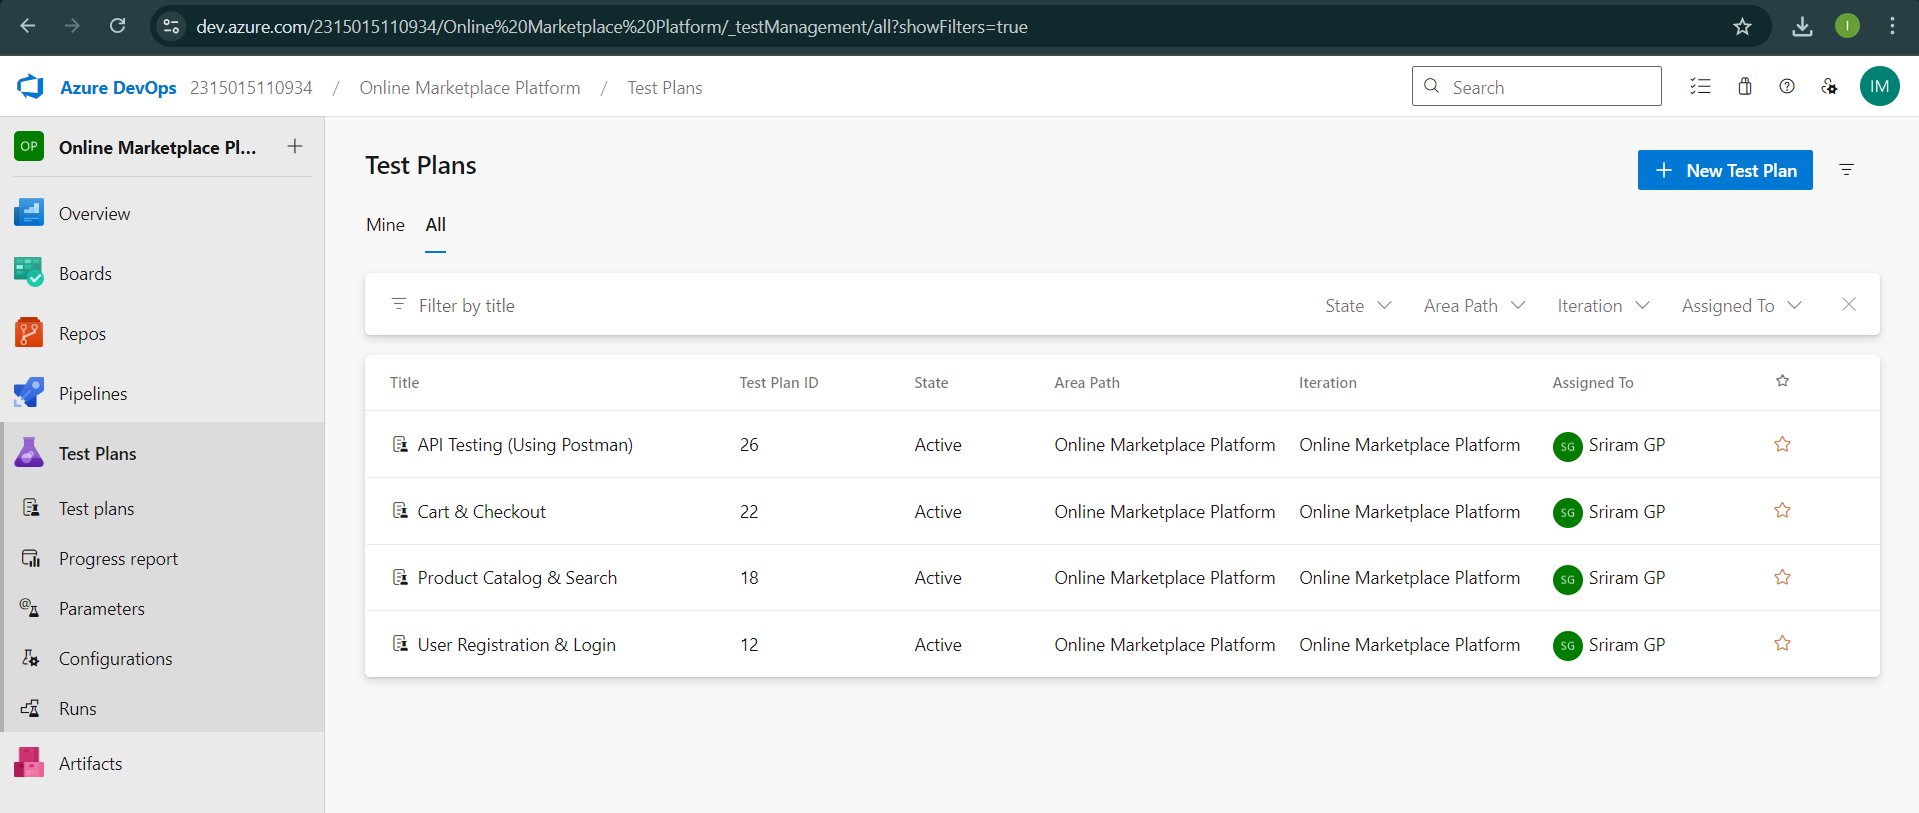 dev.azure.com/2315015110934/Online%20Marketplace%20Platform/_testManagement/all?showFilters=true
I
Azure DevOps 2315015110934 / Online Marketplace Platform / Test Plans
Search
IM
OP Online Marketplace Pl...
Overview
Boards
Repos
Pipelines
Test Plans
Test plans
Progress report
Parameters
Configurations
Runs
Artifacts
Test Plans
New Test Plan
Mine All
Filter by title State Area Path Iteration Assigned To
Title Test Plan ID State Area Path Iteration Assigned To
API Testing (Using Postman) 26 Active Online Marketplace Platform Online Marketplace Platform SG Sriram GP
Cart & Checkout 22 Active Online Marketplace Platform Online Marketplace Platform SG Sriram GP
Product Catalog & Search 18 Active Online Marketplace Platform Online Marketplace Platform SG Sriram GP
User Registration & Login 12 Active Online Marketplace Platform Online Marketplace Platform SG Sriram GP